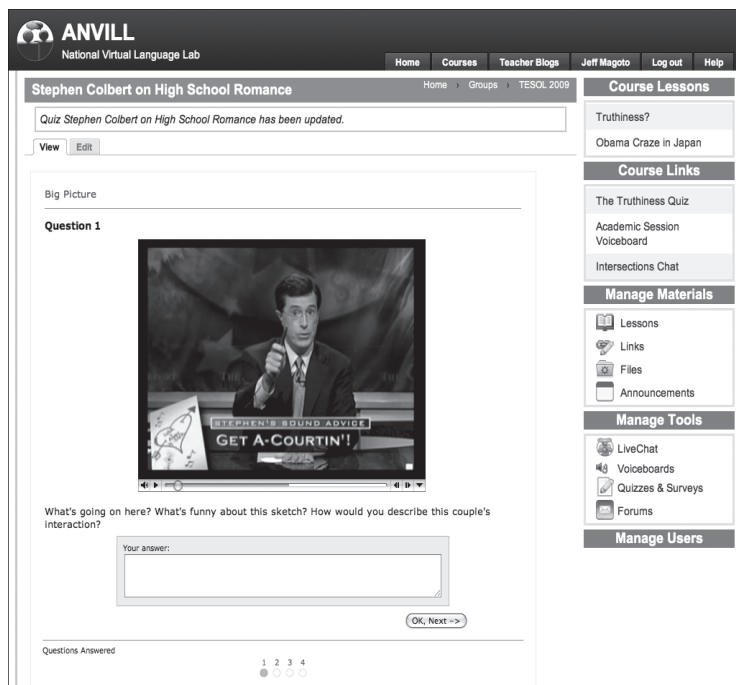 ANVILL
National Virtual Language Lab
Home Courses Teacher Blogs Jeff Magoto Log out Help
Stephen Colbert on High School Romance
Home › Groups › TESOL 2009
Quiz Stephen Colbert on High School Romance has been updated.
View Edit
Big Picture
Question 1
STEPHEN'S SOUND ADVICE
GET A-COURTIN'!
What's going on here? What's funny about this sketch? How would you describe this couple's
interaction?
Your answer:
OK, Next ->
Questions Answered
1 2 3 4
Course Lessons
Truthiness?
Obama Craze in Japan
Course Links
The Truthiness Quiz
Academic Session
Voiceboard
Intersections Chat
Manage Materials
Lessons
Links
Files
Announcements
Manage Tools
LiveChat
Voiceboards
Quizzes & Surveys
Forums
Manage Users